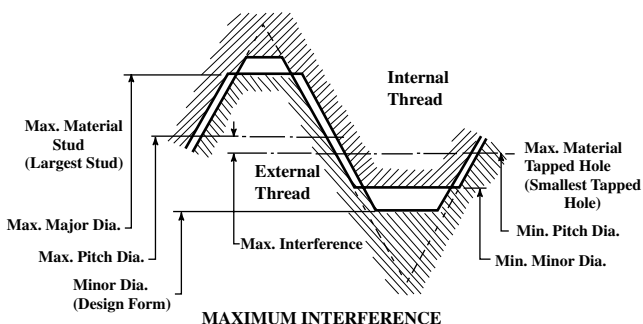 Internal
Thread
Max. Material
Stud
(Largest Stud)
Max. Material
Tapped Hole
(Smallest Tapped
Hole)
External
Thread
Max. Major Dia.
Min. Pitch Dia.
Max. Interference
Max. Pitch Dia.
Min. Minor Dia.
Minor Dia.
(Design Form)
MAXIMUM INTERFERENCE